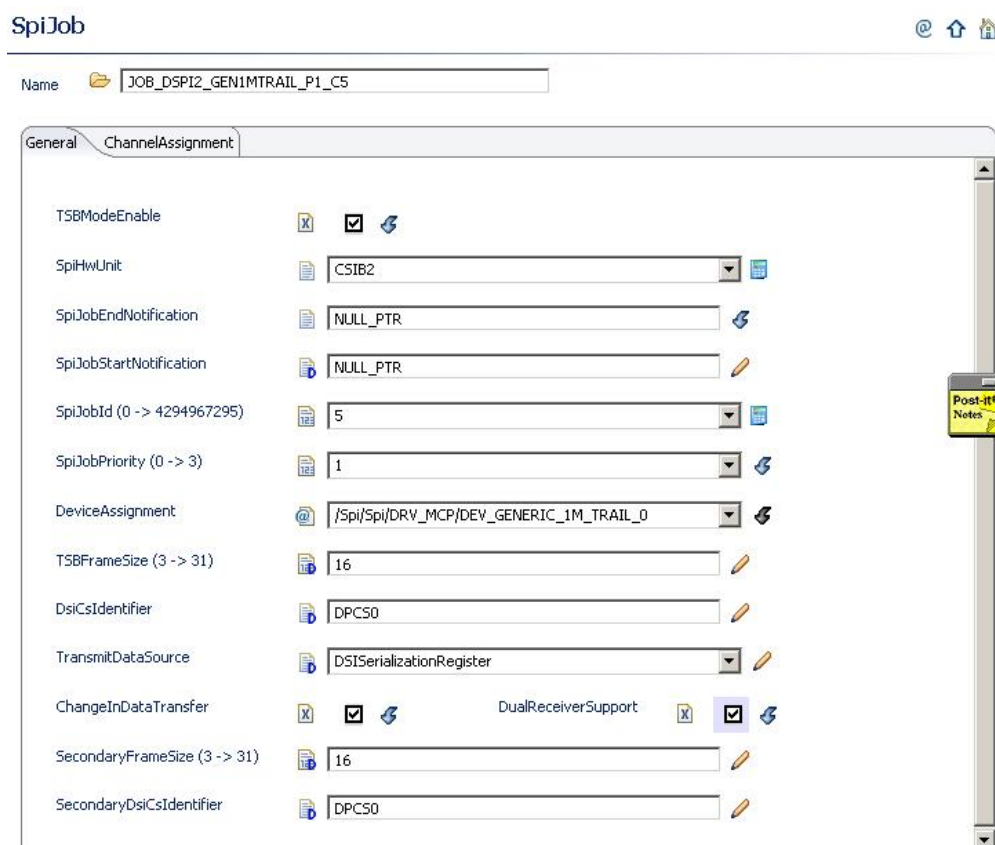 SpiJob
Name JOB_DSPI2_GEN1MTRAIL_P1_C5
General ChannelAssignment
TSBModeEnable
SpiHwUnit CSIB2
SpiJobEndNotification NULL_PTR
SpiJobStartNotification NULL_PTR
SpiJobId (0 -> 4294967295) 5
SpiJobPriority (0 -> 3) 1
DeviceAssignment /Spi/Spi/DRV_MCP/DEV_GENERIC_1M_TRAIL_0
TSBFrameSize (3 -> 31) 16
DsiCsIdentifier DPCS0
TransmitDataSource DSISerializationRegister
ChangeInDataTransfer DualReceiverSupport
SecondaryFrameSize (3 -> 31) 16
SecondaryDsiCsIdentifier DPCS0
Post-it
Notes